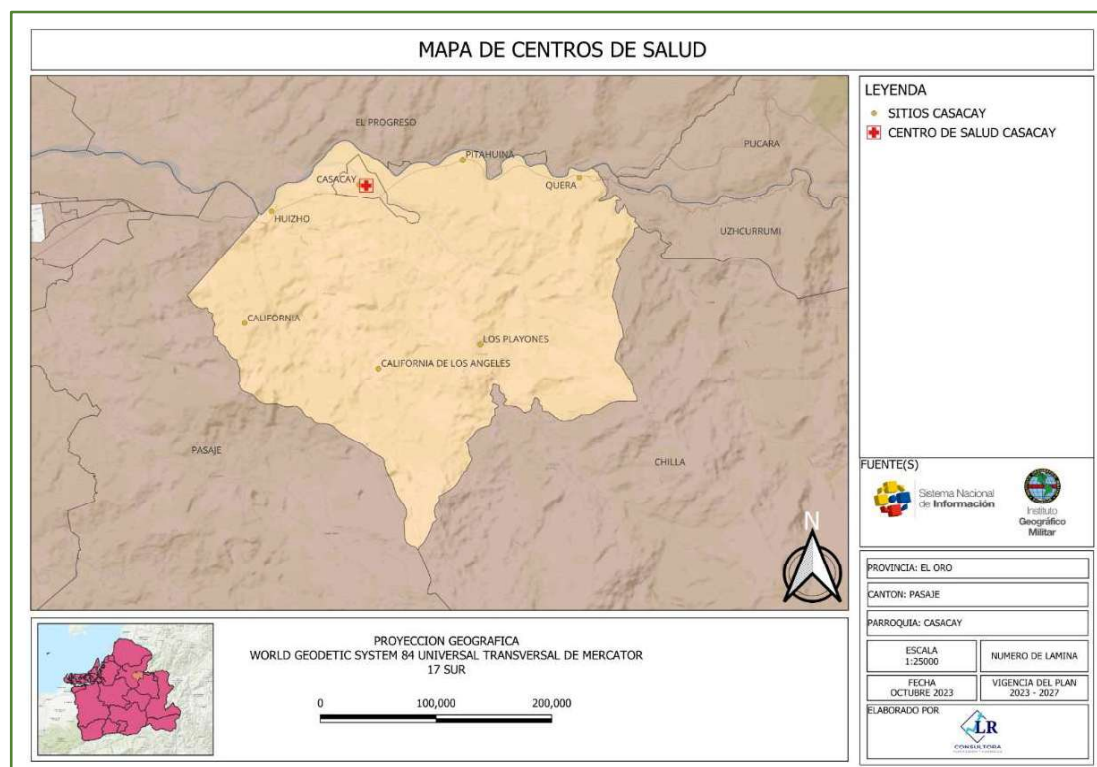 MAPA DE CENTROS DE SALUD
EL PROGRESO
PUCARA
PITAHUINA
CASACAY
QUERA
HUIZHO
UZHCURRUMI
CALIFORNIA
LOS PLAYONES
CALIFORNIA DE LOS ANGELES
PASAJE
CHILLA
N
LEYENDA
SITIOS CASACAY
CENTRO DE SALUD CASACAY
FUENTE(S)
Sistema Nacional
de Información
Instituto
Geográfico
Militar
PROVINCIA: EL ORO
CANTON: PASAJE
PARROQUIA: CASACAY
ESCALA
1:25000
NUMERO DE LAMINA
FECHA
OCTUBRE 2023
VIGENCIA DEL PLAN
2023 - 2027
ELABORADO POR
LR
CONSULTORA
PROYECCION GEOGRAFICA
WORLD GEODETIC SYSTEM 84 UNIVERSAL TRANSVERSAL DE MERCATOR
17 SUR
0 100,000 200,000